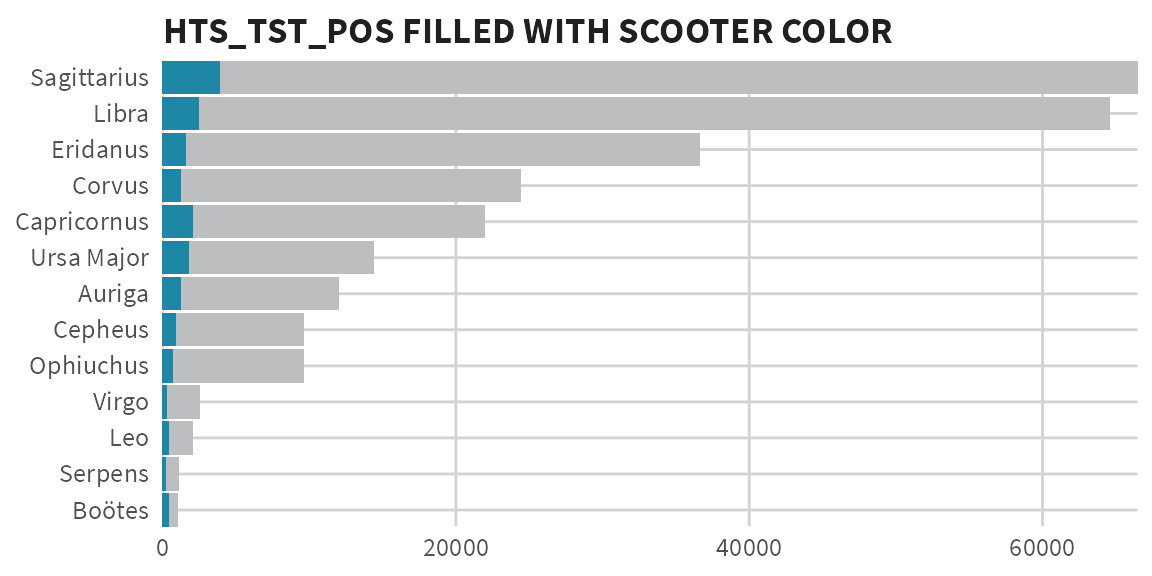 HTS_TST_POS FILLED WITH SCOOTER COLOR
Sagittarius
Libra
Eridanus
Corvus
Capricornus
Ursa Major
Auriga
Cepheus
Ophiuchus
Virgo
Leo
Serpens
Boötes
0 20000 40000 60000